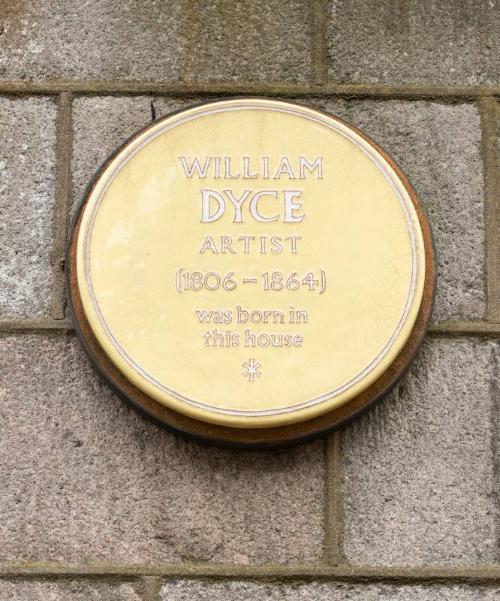 WILLIAM
DYCE
ARTIST
(1806 – 1864)
was born in
this house